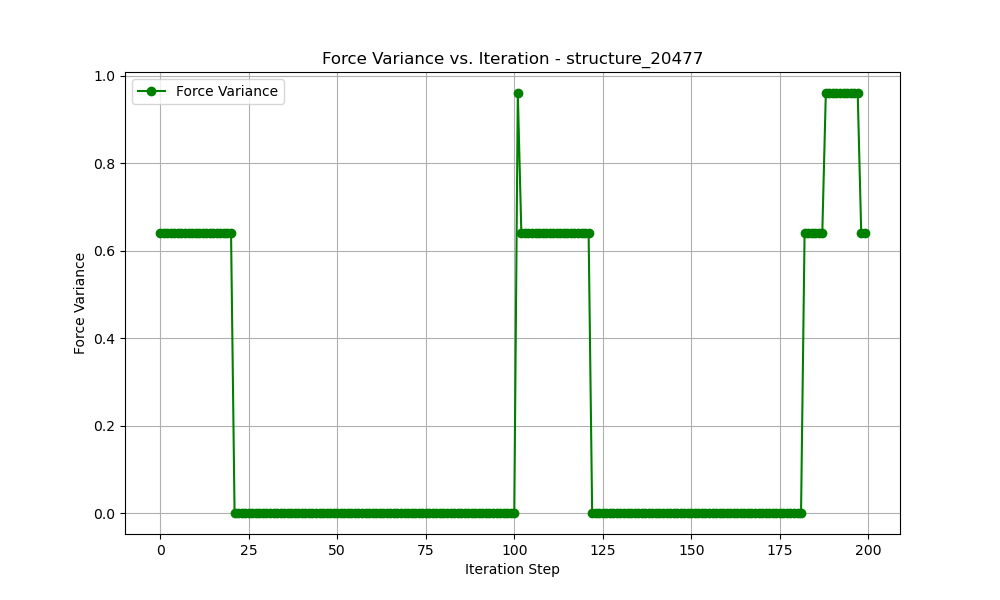 Force Variance vs. Iteration - structure_20477
Force Variance
1.0
0.8
0.6
0.4
0.2
0.0
Force Variance
0 25 50 75 100 125 150 175 200
Iteration Step